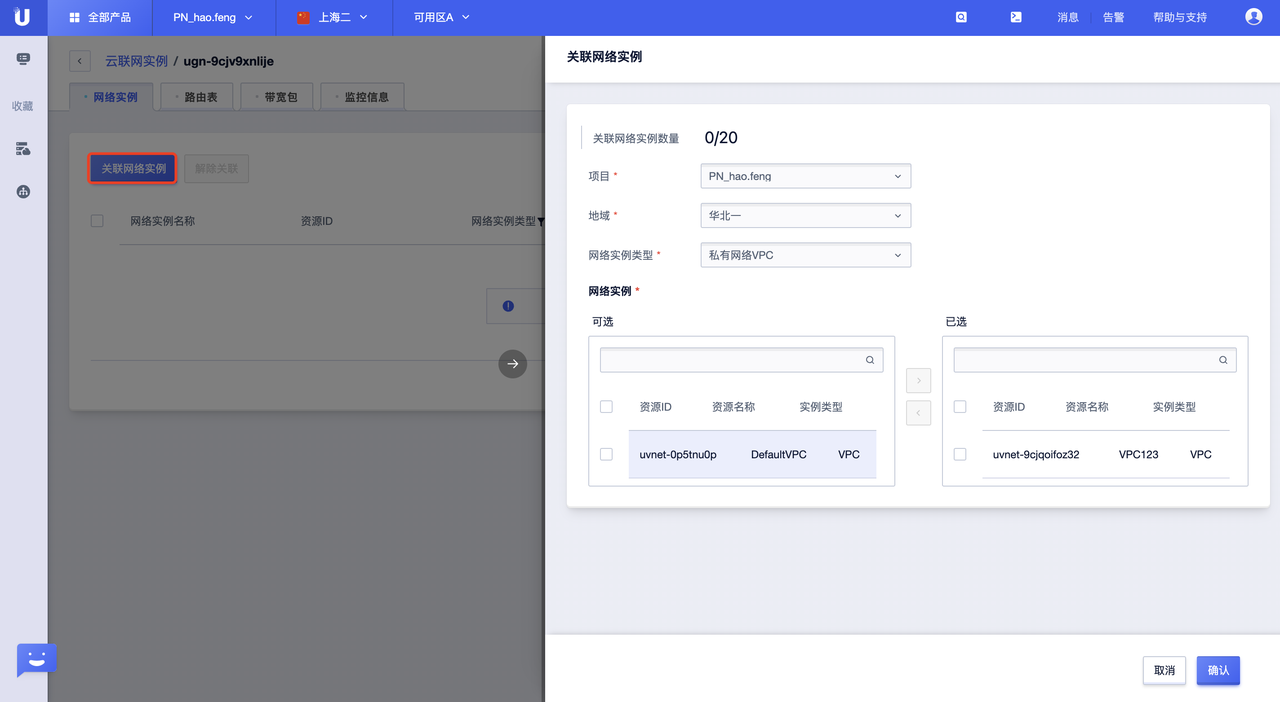 全部产品 PN_hao.feng 上海二 可用区A 消息 告警 帮助与支持
收藏
云联网实例 / ugn-9cjv9xnlije
网络实例 路由表 带宽包 监控信息
关联网络实例 解除关联
网络实例名称 资源ID 网络实例类型
关联网络实例
关联网络实例数量 0/20
项目 * PN_hao.feng
地域 * 华北一
网络实例类型 * 私有网络VPC
网络实例 *
可选 已选
资源ID 资源名称 实例类型 资源ID 资源名称 实例类型
uvnet-0p5tnu0p DefaultVPC VPC uvnet-9cjqoifoz32 VPC123 VPC
取消 确认